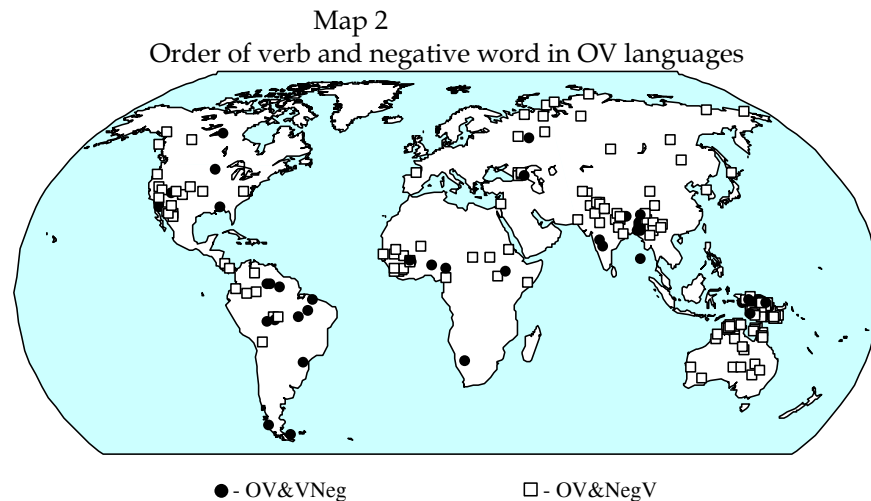 Map 2
Order of verb and negative word in OV languages
- OV&VNeg - OV&NegV